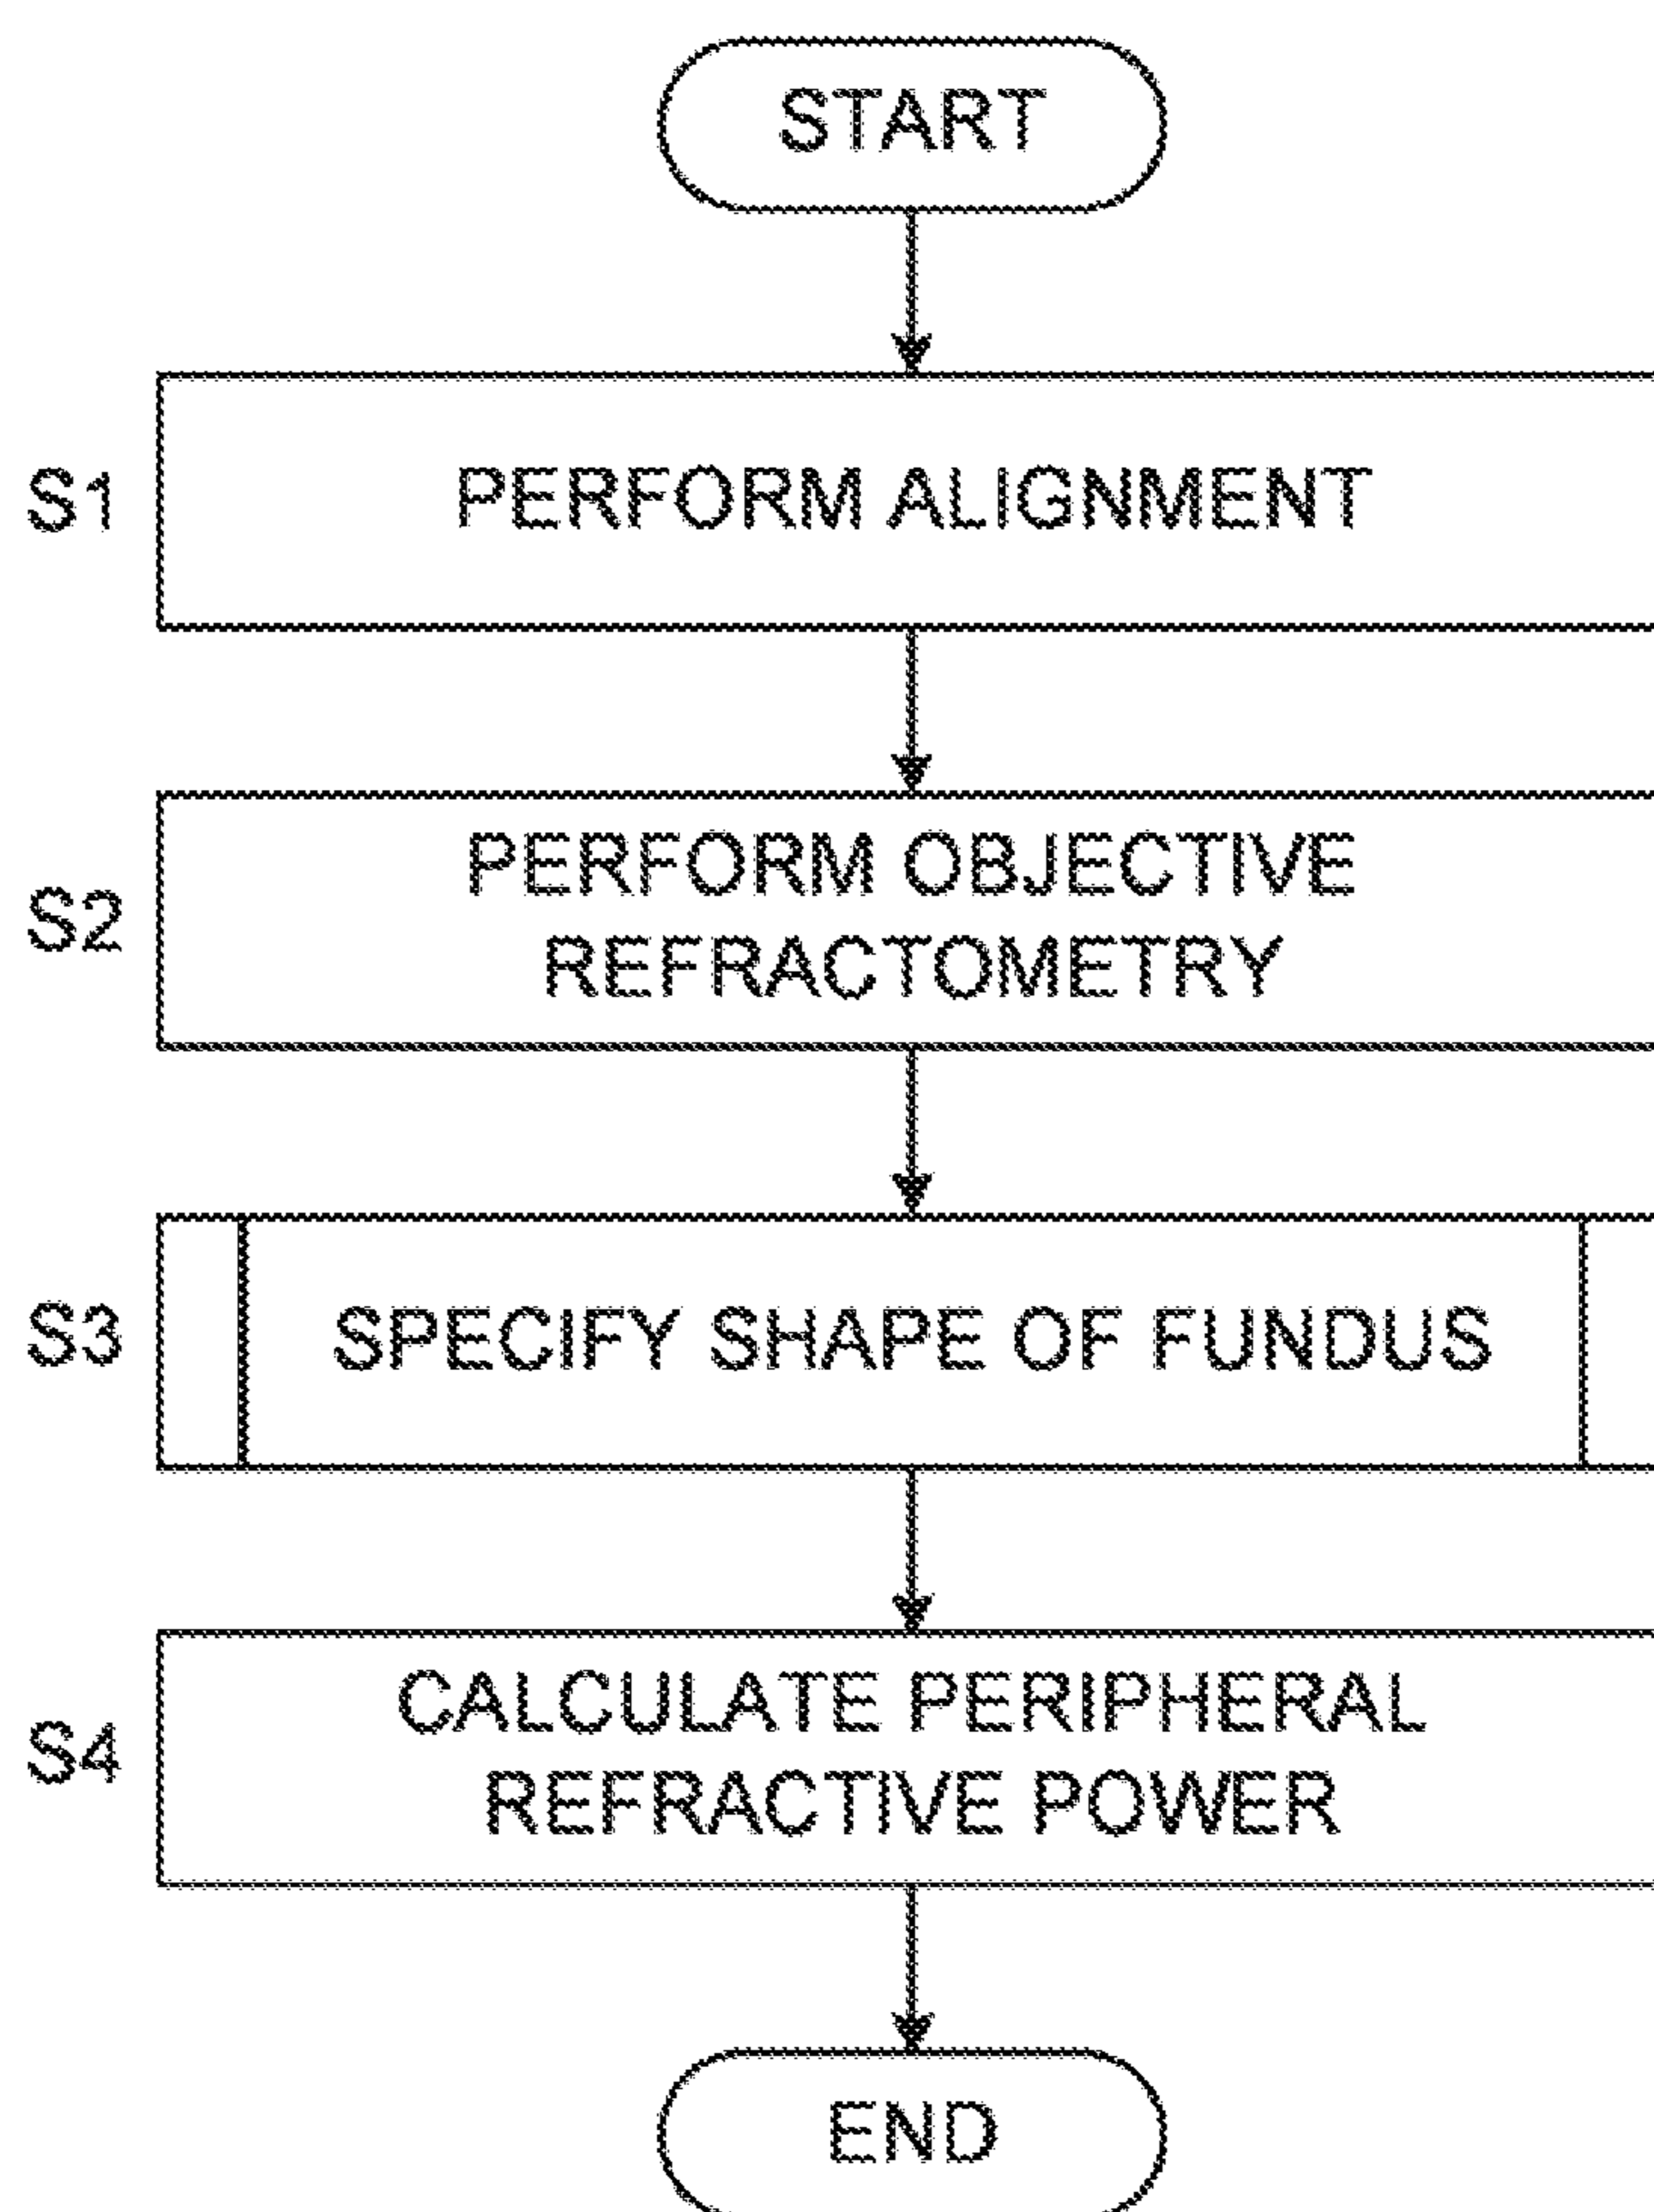 START
S1
PERFORM ALIGNMENT
S2
PERFORM OBJECTIVE
REFRACTOMETRY
S3
SPECIFY SHAPE OF FUNDUS
S4
CALCULATE PERIPHERAL
REFRACTIVE POWER
END